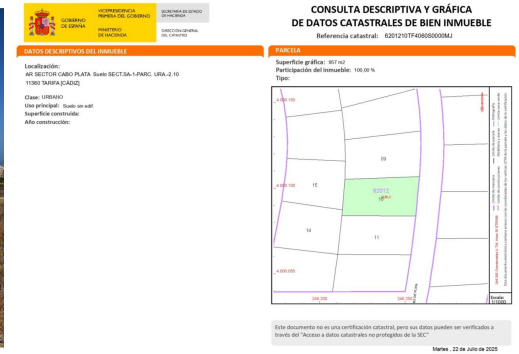 GOBIERNO
DE ESPAÑA
VICEPRESIDENCIA
PRIMERA DEL GOBIERNO
MINISTERIO
DE HACIENDA
SECRETARÍA DE ESTADO
DE HACIENDA
DIRECCIÓN GENERAL
DEL CATASTRO
CONSULTA DESCRIPTIVA Y GRÁFICA
DE DATOS CATASTRALES DE BIEN INMUEBLE
Referencia catastral: 6201210TF4060S0000MJ
DATOS DESCRIPTIVOS DEL INMUEBLE
Localización:
AR SECTOR CABO PLATA Suelo SECT.SA-1-PARC. URA.-2.10
11380 TARIFA [CÁDIZ]
Clase: URBANO
Uso principal: Suelo sin edif.
Superficie construida:
Año construcción:
PARCELA
Superficie gráfica: 957 m2
Participación del inmueble: 100,00 %
Tipo:
09
15
62012
10
SUELO
14
11
Escala:
1/1000
Este documento no es una certificación catastral, pero sus datos pueden ser verificados a
través del "Acceso a datos catastrales no protegidos de la SEC"
Martes , 22 de Julio de 2025